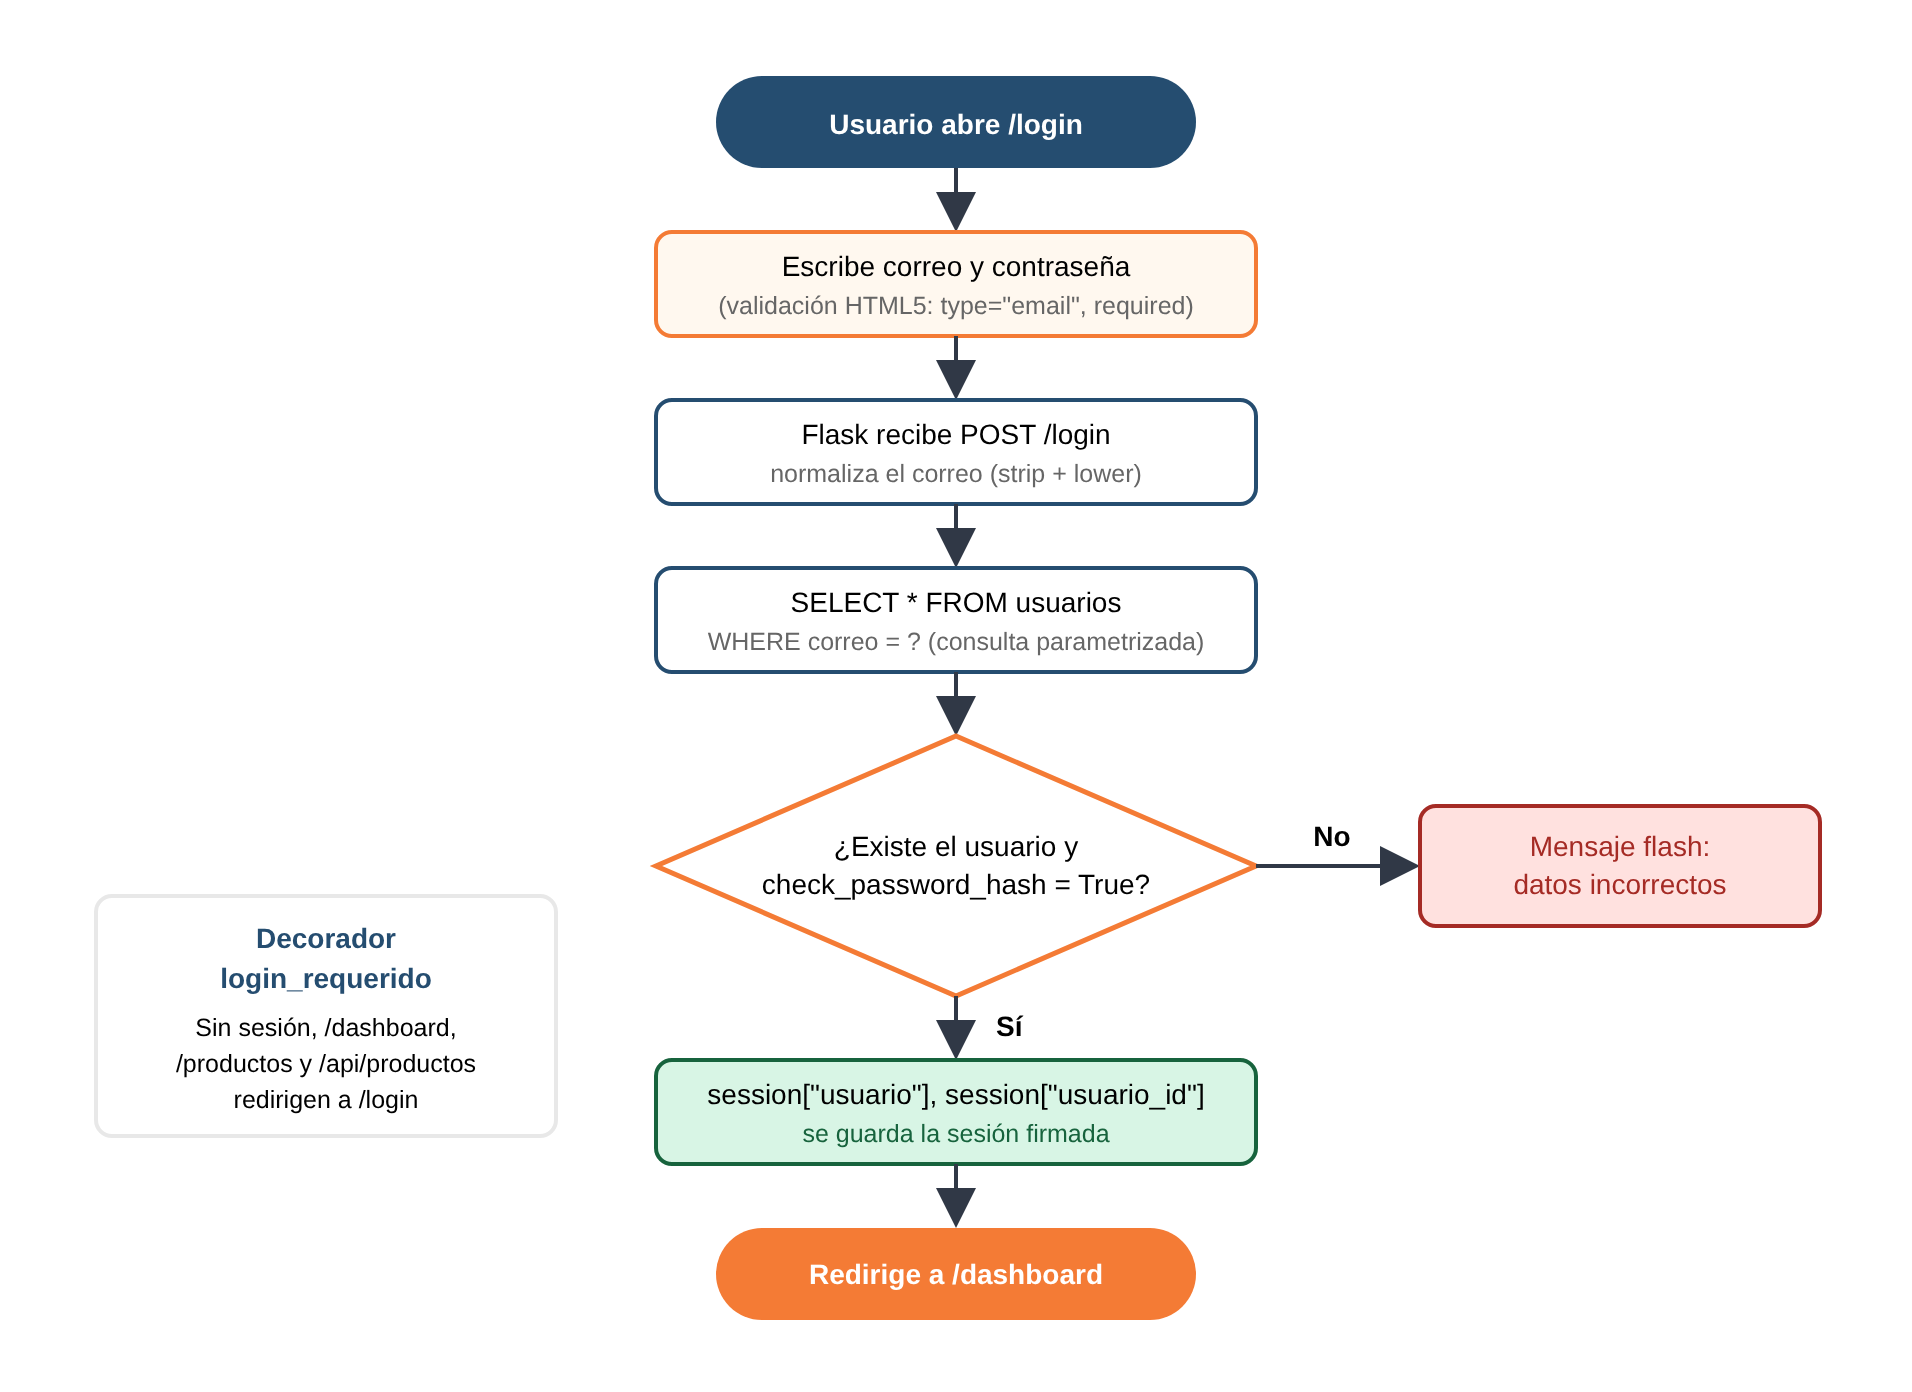 Usuario abre /login
Escribe correo y contraseña
(validación HTML5: type="email", required)
Flask recibe POST /login
normaliza el correo (strip + lower)
SELECT * FROM usuarios
WHERE correo = ? (consulta parametrizada)
¿Existe el usuario y
check_password_hash = True?
No
Mensaje flash:
datos incorrectos
Decorador
login_requerido
Sin sesión, /dashboard,
/productos y /api/productos
redirigen a /login
Sí
session["usuario"], session["usuario_id"]
se guarda la sesión firmada
Redirige a /dashboard